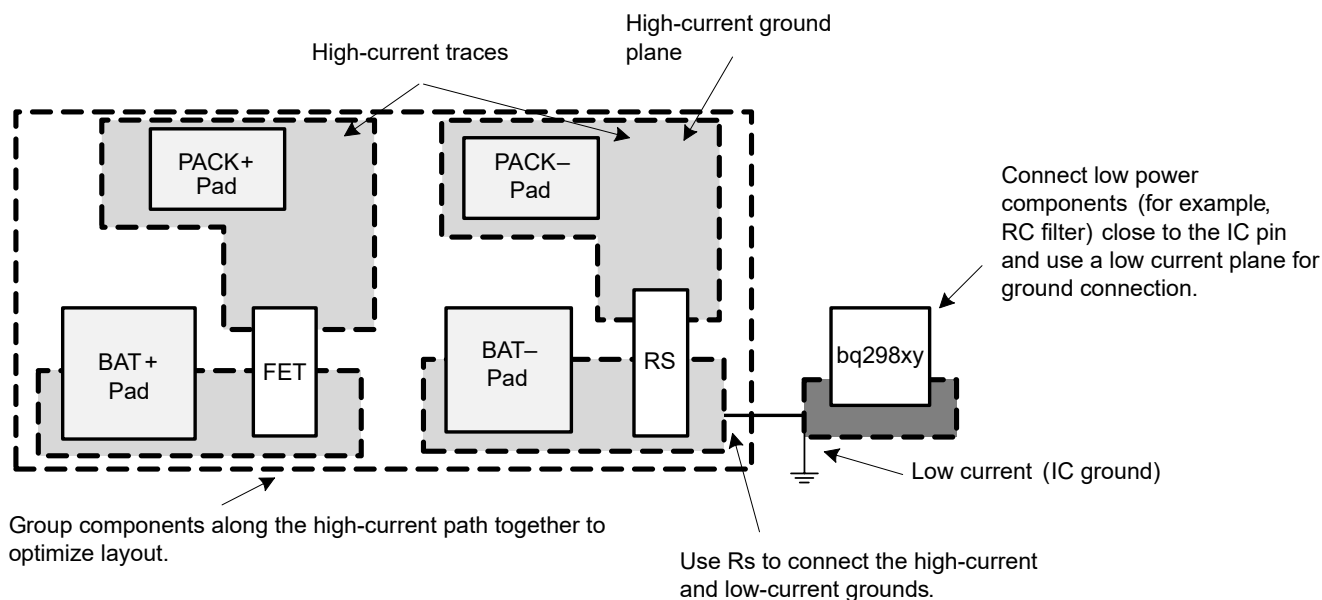 High-current ground
plane
High-current traces
PACK+
Pad
PACK–
Pad
Connect low power
components (for example,
RC filter) close to the IC pin
and use a low current plane for
ground connection.
BAT+
Pad
FET
BAT–
Pad
RS
bq298xy
Low current (IC ground)
Group components along the high-current path together to
optimize layout.
Use Rs to connect the high-current
and low-current grounds.